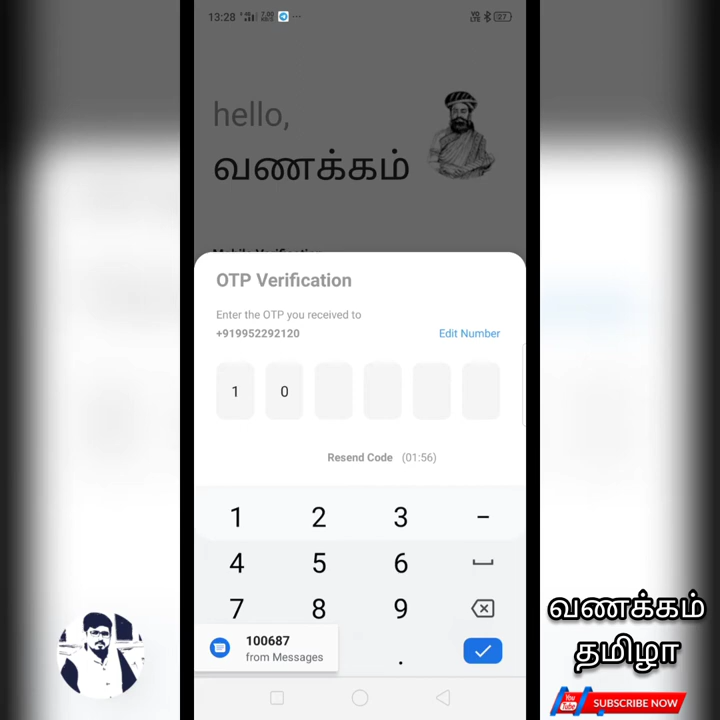 13:28
hello,
வணக்கம்
OTP Verification
Enter the OTP you received to
+919952292120
Edit Number
1 0
Resend Code (01:56)
1 2 3 -
4 5 6
7 8 9
100687
from Messages
.
வணக்கம்
தமிழா
You
Tube
SUBSCRIBE NOW